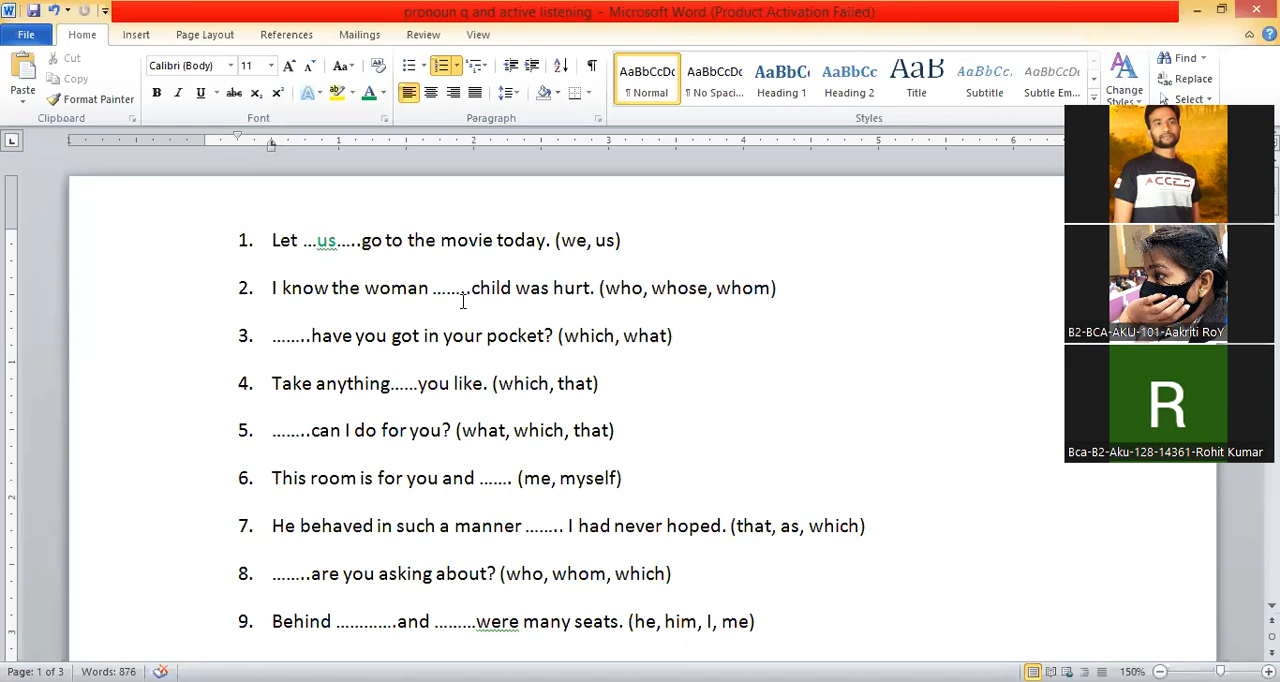 pronoun q and active listening - Microsoft Word (Product Activation Failed)
File Home Insert Page Layout References Mailings Review View
Paste
Cut
Copy
Format Painter
Clipboard
Calibri (Body) 11
Font
Paragraph
AaBbCcDc AaBbCcDc AaBbC AaBbCc AaB AaBbCc. AaBbCcDc
¶ Normal ¶ No Spaci... Heading 1 Heading 2 Title Subtitle Subtle Em...
Change Styles
Styles
Find
Replace
Select
1 2 3 4 5 6
1. Let …us…..go to the movie today. (we, us)
2. I know the woman ……..child was hurt. (who, whose, whom)
3. ……..have you got in your pocket? (which, what)
4. Take anything……you like. (which, that)
5. ……..can I do for you? (what, which, that)
6. This room is for you and ……. (me, myself)
7. He behaved in such a manner …….. I had never hoped. (that, as, which)
8. ……..are you asking about? (who, whom, which)
9. Behind ………….and ………were many seats. (he, him, I, me)
ACCES
B2-BCA-AKU-101-Aakriti RoY
R
Bca-B2-Aku-128-14361-Rohit Kumar
Page: 1 of 3 Words: 876 150%